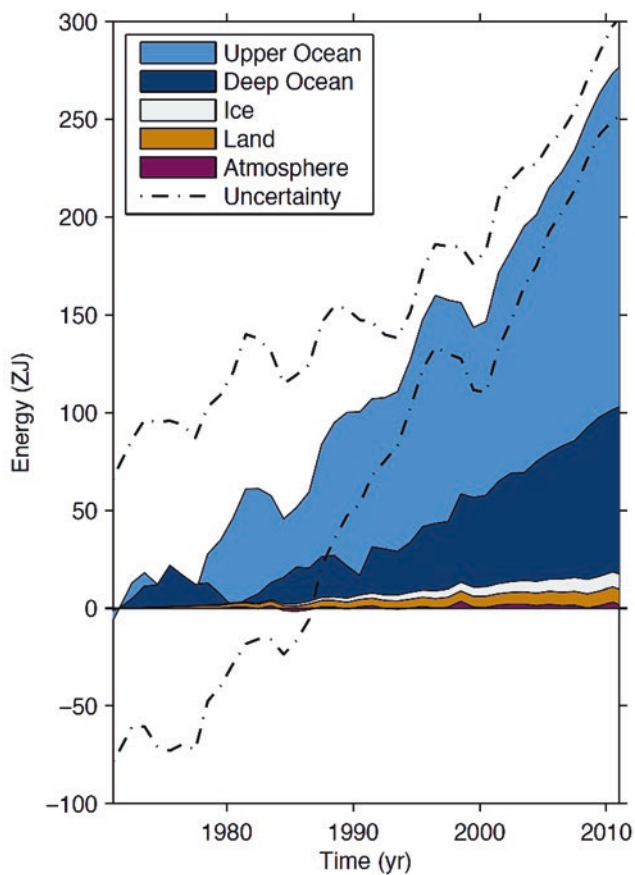 300
250
200
150
100
50
0
−50
−100
Energy (ZJ)
Upper Ocean
Deep Ocean
Ice
Land
Atmosphere
Uncertainty
1980
1990
2000
2010
Time (yr)